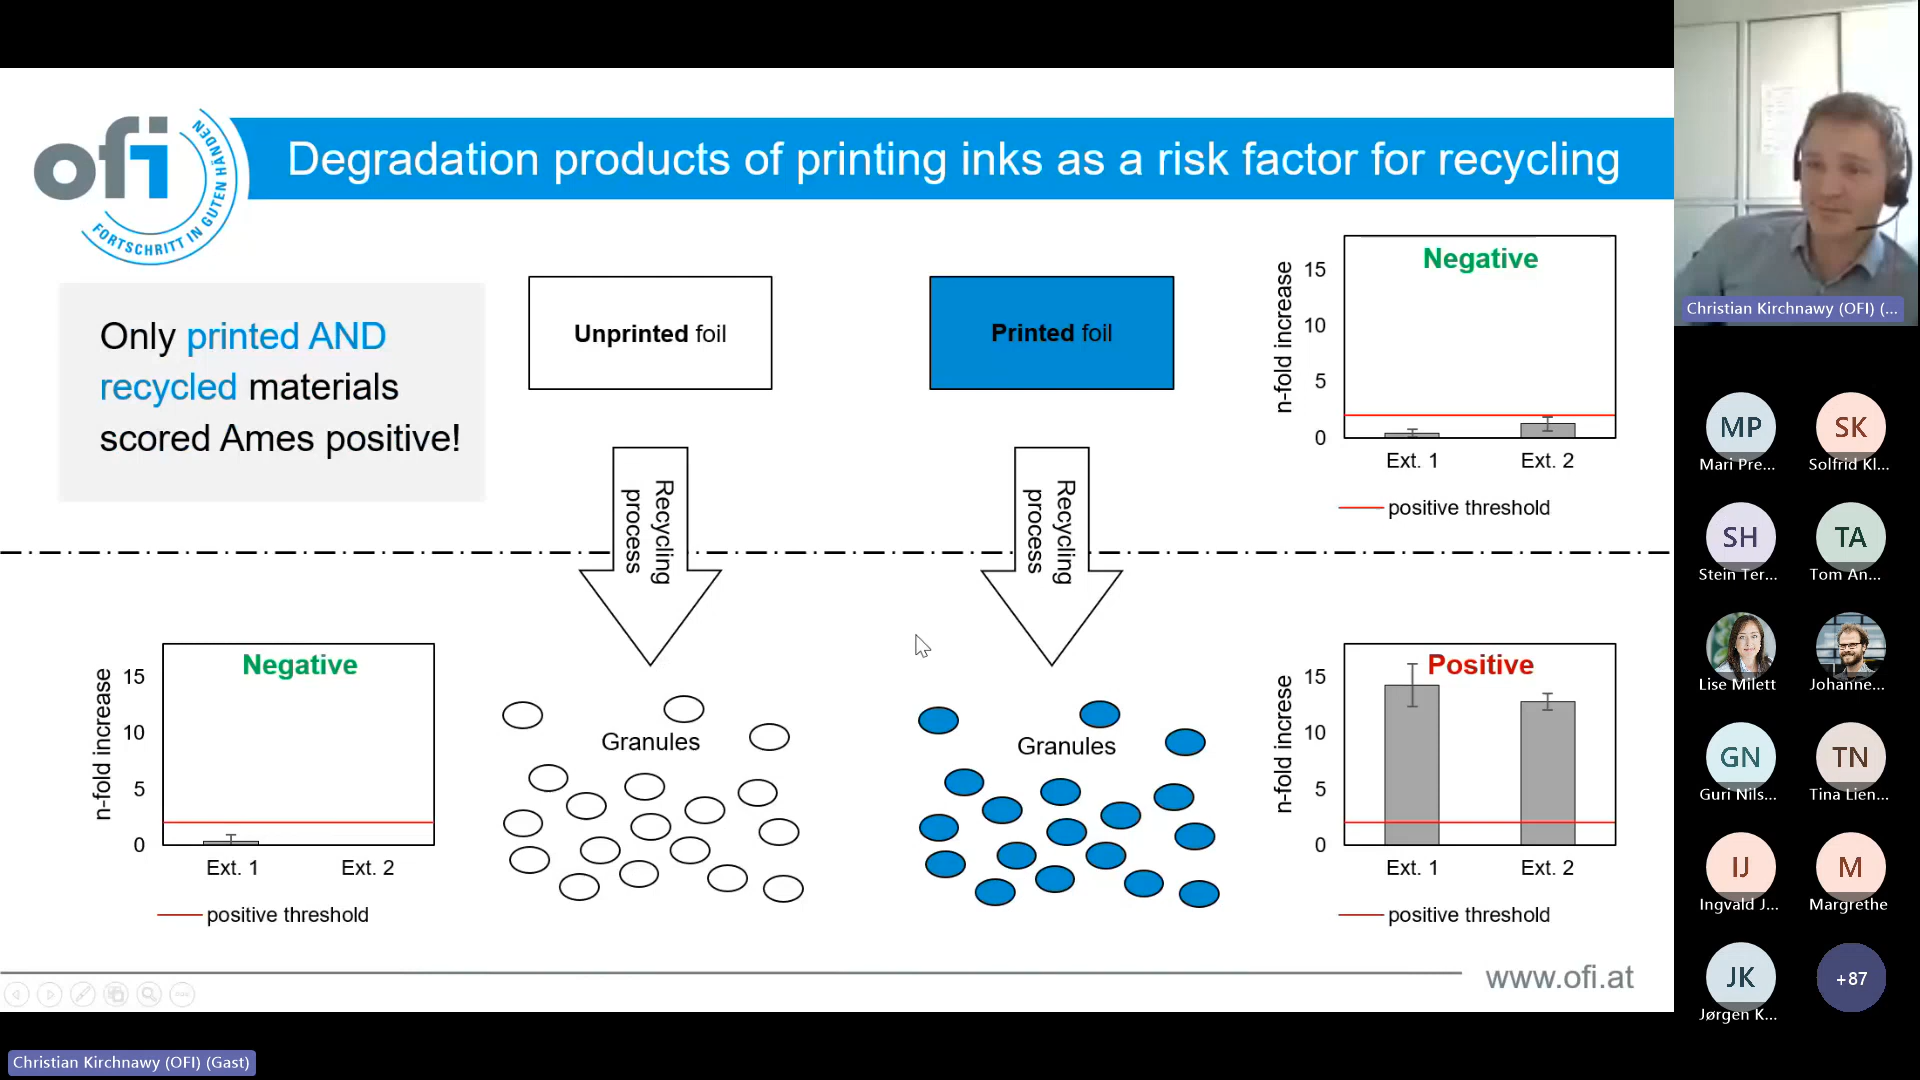 ofi
FORTSCHRITT IN GUTEN HÄNDEN
Degradation products of printing inks as a risk factor for recycling
Only printed AND
recycled materials
scored Ames positive!
Unprinted foil
Printed foil
Recycling
process
Recycling
process
Negative
n-fold increase
15
10
5
0
Ext. 1
Ext. 2
positive threshold
Negative
n-fold increase
15
10
5
0
Ext. 1
Ext. 2
positive threshold
Granules
Granules
Positive
n-fold increse
15
10
5
0
Ext. 1
Ext. 2
positive threshold
www.ofi.at
Christian Kirchnawy (OFI) (...
MP
Mari Pre...
SK
Solfrid Kl...
SH
Stein Ter...
TA
Tom An...
Lise Milett
Johanne...
GN
Guri Nils...
TN
Tina Lien...
IJ
Ingvald J...
M
Margrethe
JK
Jørgen K...
+87
Christian Kirchnawy (OFI) (Gast)